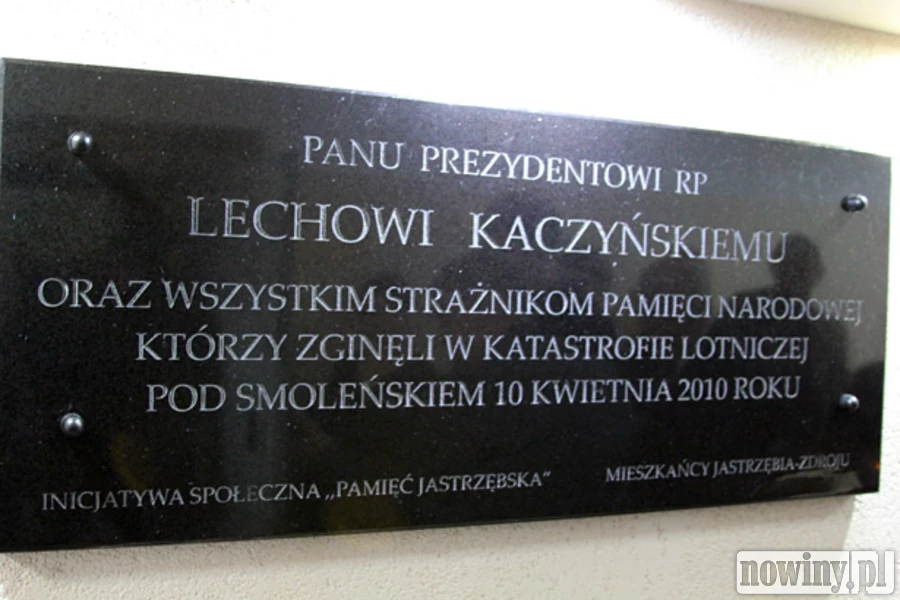 PANU PREZYDENTOWI RP
LECHOWI KACZYŃSKIEMU
ORAZ WSZYSTKIM STRAŻNIKOM PAMIĘCI NARODOWEJ
KTÓRZY ZGINĘLI W KATASTROFIE LOTNICZEJ
POD SMOLEŃSKIEM 10 KWIETNIA 2010 ROKU
INICJATYWA SPOŁECZNA „PAMIĘĆ JASTRZĘBSKA" MIESZKAŃCY JASTRZĘBIA-ZDROJU
nowiny.pl